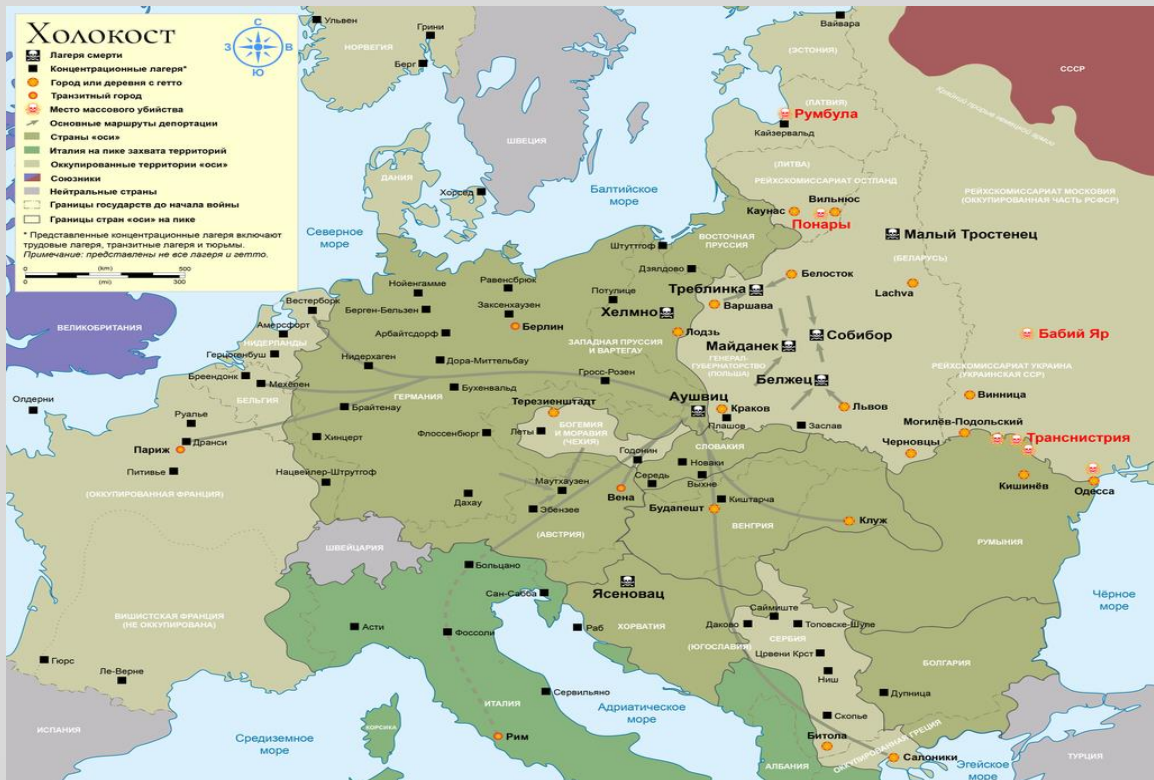 Холокост
С
З
В
Ю
Лагеря смерти
Концентрационные лагеря*
Город или деревня с гетто
Транзитный город
Место массового убийства
Основные маршруты депортации
Страны «оси»
Италия на пике захвата территорий
Оккупированные территории «оси»
Союзники
Нейтральные страны
Границы государств до начала войны
Границы стран «оси» на пике
* Представленные концентрационные лагеря включают
трудовые лагеря, транзитные лагеря и тюрьмы.
Примечание: представлены не все лагеря и гетто.
0
(км)
500
0
300
Ульвен
Грини
НОРВЕГИЯ
Берг
ШВЕЦИЯ
Вайвара
(ЭСТОНИЯ)
СССР
(ЛАТВИЯ)
Румбула
Кайзервальд
ДАНИЯ
Хорсёд
Балтийское
море
(ЛИТВА)
РЕЙХСКОМИССАРИАТ ОСТЛАНД
РЕЙХСКОМИССАРИАТ МОСКОВИЯ
(ОККУПИРОВАННАЯ ЧАСТЬ РСФСР)
Каунас
Вильнюс
Понары
Северное
море
ВОСТОЧНАЯ
ПРУССИЯ
Малый Тростенец
(БЕЛАРУСЬ)
Штуттгоф
Дзялдово
Белосток
Lachva
Треблинка
Варшава
Нойенгамме
Равенсбрюк
Потулице
Вестерборк
Берген-Бельзен
Заксенхаузен
Хелмно
ВЕЛИКОБРИТАНИЯ
Амерсфорт
Арбайтсдорф
Берлин
Лодзь
Собибор
Бабий Яр
НИДЕРЛАНДЫ
Герцогенбуш
Нидерхаген
Дора-Миттельбау
ЗАПАДНАЯ ПРУССИЯ
И ВАРТЕГАУ
Майданек
ГЕНЕРАЛ-
ГУБЕРНАТОРСТВО
(ПОЛЬША)
РЕЙХСКОМИССАРИАТ УКРАИНА
(УКРАИНСКАЯ ССР)
Бреендонк
Мехелен
Гросс-Розен
Белжец
БЕЛЬГИЯ
ГЕРМАНИЯ
Бухенвальд
Олдерни
Руалье
Брайтенау
Терезиенштадт
Аушвиц
Краков
Плашов
Львов
Винница
Заслав
Могилёв-Подольский
Транснистрия
Дранси
Париж
Хинцерт
Флоссенбург
Леты
БОГЕМИЯ
И МОРАВИЯ
(ЧЕХИЯ)
СЛОВАКИЯ
Черновцы
Питивье
Нацвейлер-Штрутгоф
Годонин
Новаки
Середь
Выхне
Кишинёв
Одесса
(ОККУПИРОВАННАЯ ФРАНЦИЯ)
Дахау
Маутхаузен
Вена
Киштарча
Эбензее
Будапешт
ВЕНГРИЯ
Клуж
(АВСТРИЯ)
РУМЫНИЯ
ШВЕЙЦАРИЯ
Больцано
Ясеновац
Сан-Сабба
Чёрное
море
ВИШИСТСКАЯ ФРАНЦИЯ
(НЕ ОККУПИРОВАНА)
Асти
Фоссоли
Раб
ХОРВАТИЯ
Саймиште
Даково
Топовске-Шупе
СЕРБИЯ
(ЮГОСЛАВИЯ)
Црвени Крст
Ниш
БОЛГАРИЯ
Гюрс
Ле-Верне
Сервильяно
Дупница
ИТАЛИЯ
Адриатическое
море
Скопье
ИСПАНИЯ
КОРСИКА
Средиземное
море
Рим
Битола
ОККУПИРОВАННАЯ ГРЕЦИЯ
Салоники
АЛБАНИЯ
Эгейское
море
ТУРЦИЯ